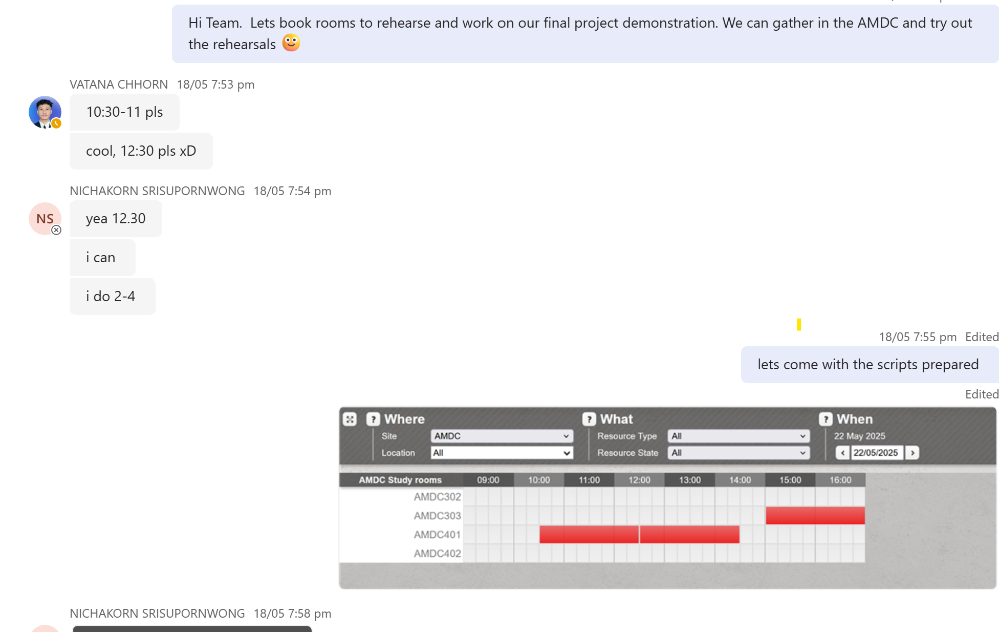 Hi Team.  Lets book rooms to rehearse and work on our final project demonstration. We can gather in the AMDC and try out
the rehearsals
VATANA CHHORN 18/05 7:53 pm
10:30-11 pls
cool, 12:30 pls xD
NICHAKORN SRISUPORNWONG 18/05 7:54 pm
NS
yea 12.30
i can
i do 2-4
18/05 7:55 pm Edited
lets come with the scripts prepared
Edited
? Where ? What ? When
Site AMDC Resource Type All 22 May 2025
Location All Resource State All < 22/05/2025 >
AMDC Study rooms 09:00 10:00 11:00 12:00 13:00 14:00 15:00 16:00
AMDC302
AMDC303
AMDC401
AMDC402
NICHAKORN SRISUPORNWONG 18/05 7:58 pm